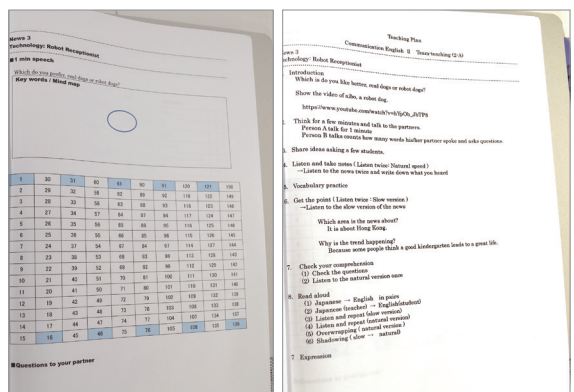 News 3
Technology: Robot Receptionist
■1 min speech
Which do you prefer, real dogs or robot dogs?
Key words / Mind map
1 30 31 60 61 90 91 120 121 150
2 29 32 59 62 89 92 119 122 149
3 28 33 58 63 88 93 118 123 148
4 27 34 57 64 87 94 117 124 147
5 26 35 56 65 86 95 116 125 146
6 25 36 55 66 85 96 115 126 145
7 24 37 54 67 84 97 114 127 144
8 23 38 53 68 83 98 113 128 143
9 22 39 52 69 82 99 112 129 142
10 21 40 51 70 81 100 111 130 141
11 20 41 50 71 80 101 110 131 140
12 19 42 49 72 79 102 109 132 139
13 18 43 48 73 78 103 108 133 138
14 17 44 47 74 77 104 107 134 137
15 16 45 46 75 76 105 106 135 136
■Questions to your partner
Teaching Plan
Communication English Ⅱ Team-teaching (2-A)
ews 3
echnology: Robot Receptionist
Introduction
Which is do you like better, real dogs or robot dogs?
Show the video of aibo, a robot dog.
Think for a few minutes and talk to the partners.
Person A talk for 1 minute
Person B talks counts how many words his/her partner spoke and asks questions.
3. Share ideas asking a few students.
4. Listen and take notes ( Listen twice: Natural speed )
→Listen to the news twice and write down what you heard
5. Vocabulary practice
6. Get the point ( Listen twice : Slow version )
→Listen to the slow version of the news
Which area is the news about?
It is about Hong Kong.
Why is the trend happening?
Because some people think a good kindergarten leads to a great life.
7. Check your comprehension
(1) Check the questions
(2) Listen to the natural version once
8. Read aloud
(1) Japanese → English in pairs
(2) Japanese (teacher) → English(student)
(3) Listen and repeat (slow version)
(4) Listen and repeat (natural version)
(5) Overwrapping ( natural version )
(6) Shadowing ( slow → natural)
7 Expression